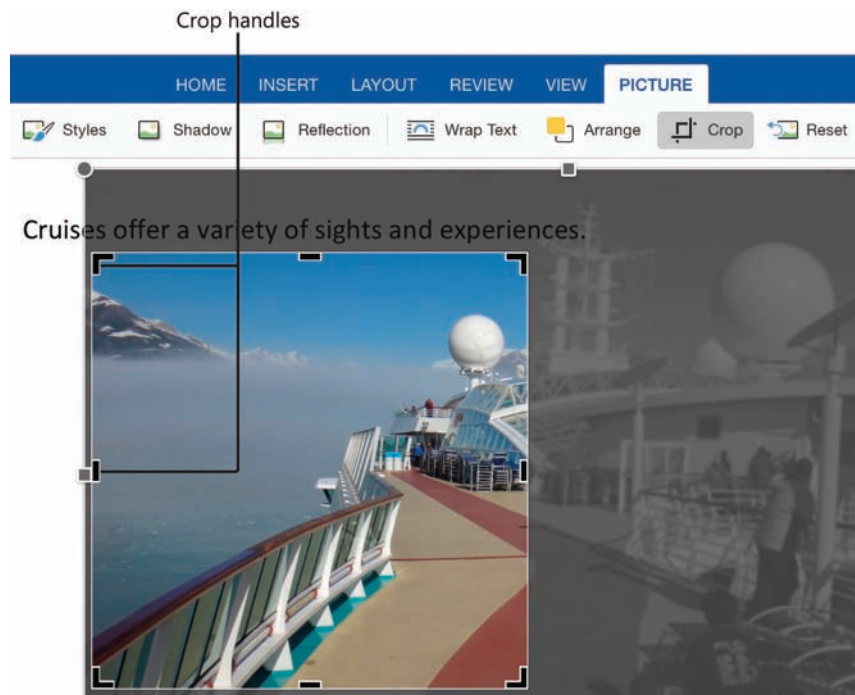 Crop handles
HOME INSERT LAYOUT REVIEW VIEW PICTURE
Styles Shadow Reflection Wrap Text Arrange Crop Reset
Cruises offer a variety of sights and experiences.